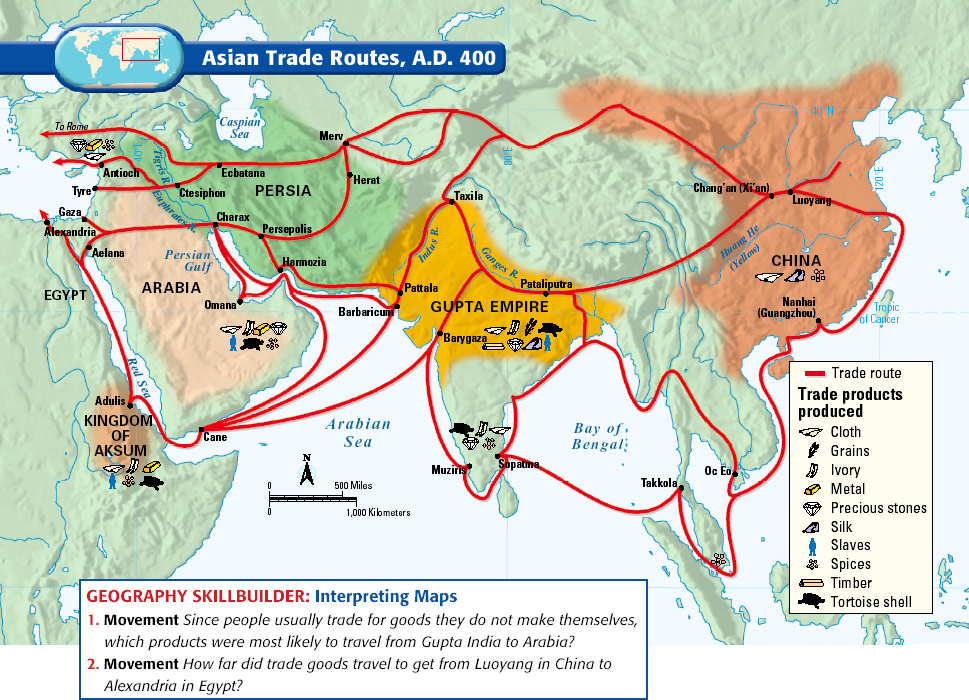 Asian Trade Routes, A.D. 400
Caspian
Sea
40°N
To Rome
Merv
40°E
Tigris R.
80°E
Antioch
Ecbatana
Herat
120°E
Tyre
Ctesiphon
PERSIA
Chang'an (Xi'an)
Luoyang
Taxila
Euphrates R.
Gaza
Charax
Alexandria
Persepolis
Indus R.
Huang He
(Yellow)
Aelana
Persian
Gulf
Harmozia
Ganges R.
CHINA
EGYPT
ARABIA
Pattala
Pataliputra
Omana
Barbaricum
GUPTA EMPIRE
Nanhai
(Guangzhou)
Tropic
of Cancer
Barygaza
Red Sea
Adulis
KINGDOM
OF
AKSUM
Cane
Arabian
Sea
Bay of
Bengal
Muziris
Sopatma
Takkola
Oc Eo
N
0 500 Miles
0 1,000 Kilometers
Trade route
Trade products
produced
Cloth
Grains
Ivory
Metal
Precious stones
Silk
Slaves
Spices
Timber
Tortoise shell
GEOGRAPHY SKILLBUILDER: Interpreting Maps
1. Movement Since people usually trade for goods they do not make themselves,
which products were most likely to travel from Gupta India to Arabia?
2. Movement How far did trade goods travel to get from Luoyang in China to
Alexandria in Egypt?